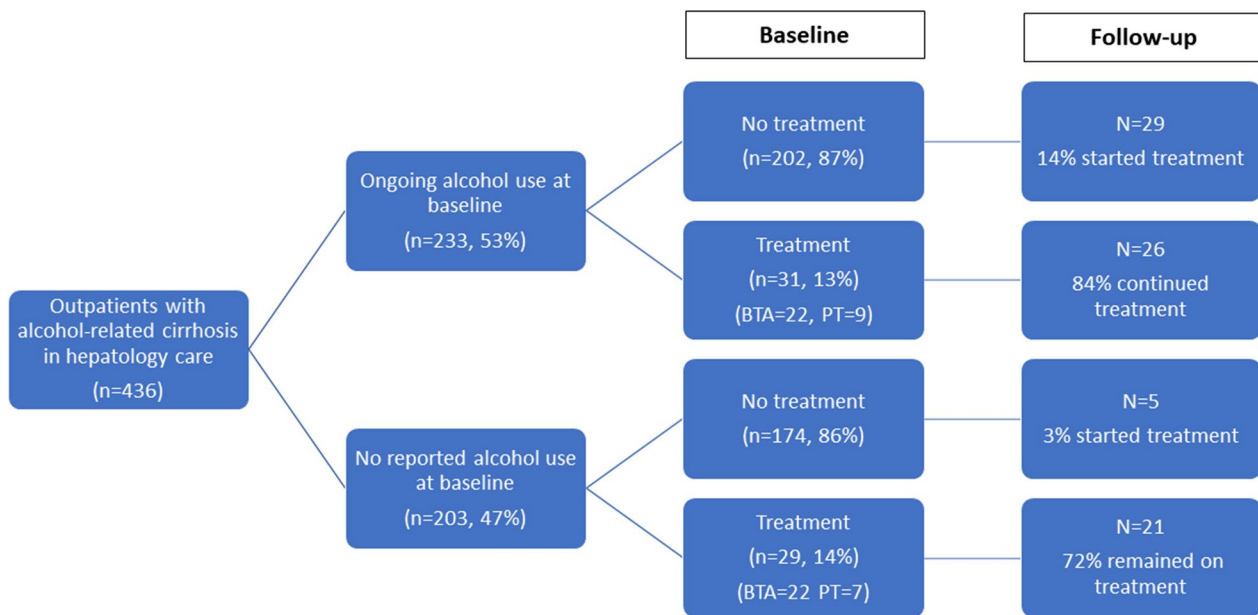 Baseline
Follow-up
Outpatients with
alcohol-related cirrhosis
in hepatology care
(n=436)
Ongoing alcohol use at
baseline
(n=233, 53%)
No treatment
(n=202, 87%)
N=29
14% started treatment
Treatment
(n=31, 13%)
(BTA=22, PT=9)
N=26
84% continued
treatment
No reported alcohol use
at baseline
(n=203, 47%)
No treatment
(n=174, 86%)
N=5
3% started treatment
Treatment
(n=29, 14%)
(BTA=22 PT=7)
N=21
72% remained on
treatment